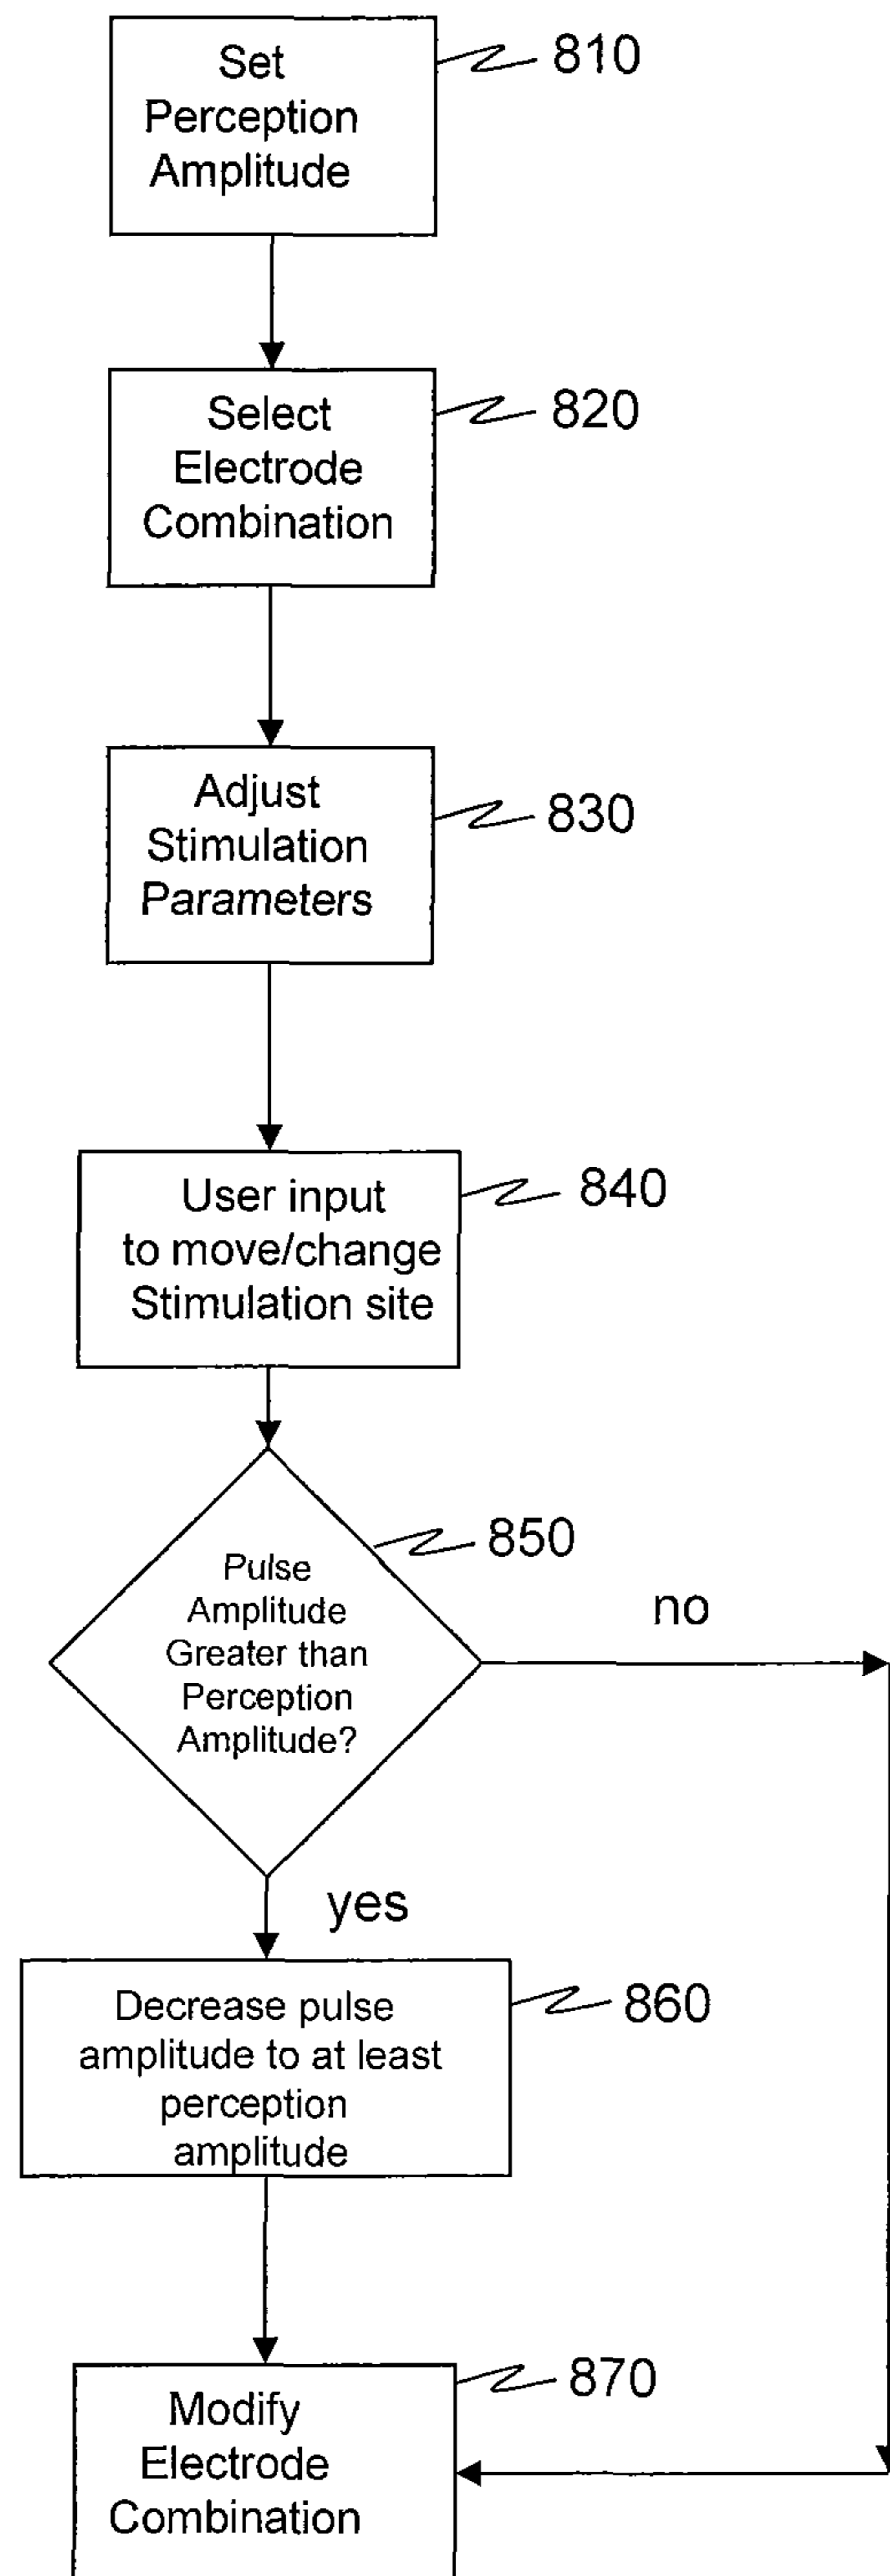 Set
Perception
Amplitude
810
Select
Electrode
Combination
820
Adjust
Stimulation
Parameters
830
User input
to move/change
Stimulation site
840
Pulse
Amplitude
Greater than
Perception
Amplitude?
850
no
yes
Decrease pulse
amplitude to at least
perception
amplitude
860
Modify
Electrode
Combination
870